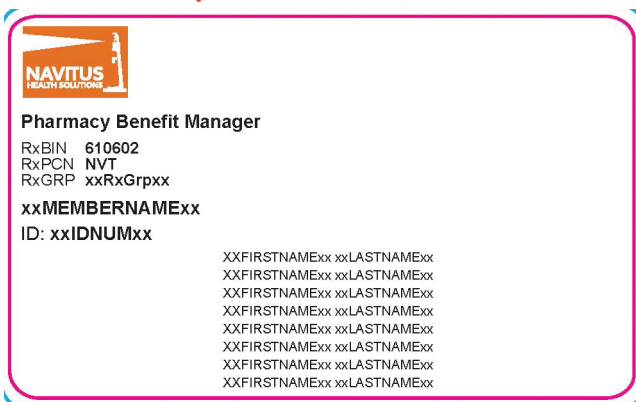 NAVITUS
HEALTH SOLUTIONS
Pharmacy Benefit Manager
RxBIN 610602
RxPCN NVT
RxGRP xxRxGrpxx
xxMEMBERNAMExx
ID: xxIDNUMxx
XXFIRSTNAMExx xxLASTNAMExx
XXFIRSTNAMExx xxLASTNAMExx
XXFIRSTNAMExx xxLASTNAMExx
XXFIRSTNAMExx xxLASTNAMExx
XXFIRSTNAMExx xxLASTNAMExx
XXFIRSTNAMExx xxLASTNAMExx
XXFIRSTNAMExx xxLASTNAMExx
XXFIRSTNAMExx xxLASTNAMExx